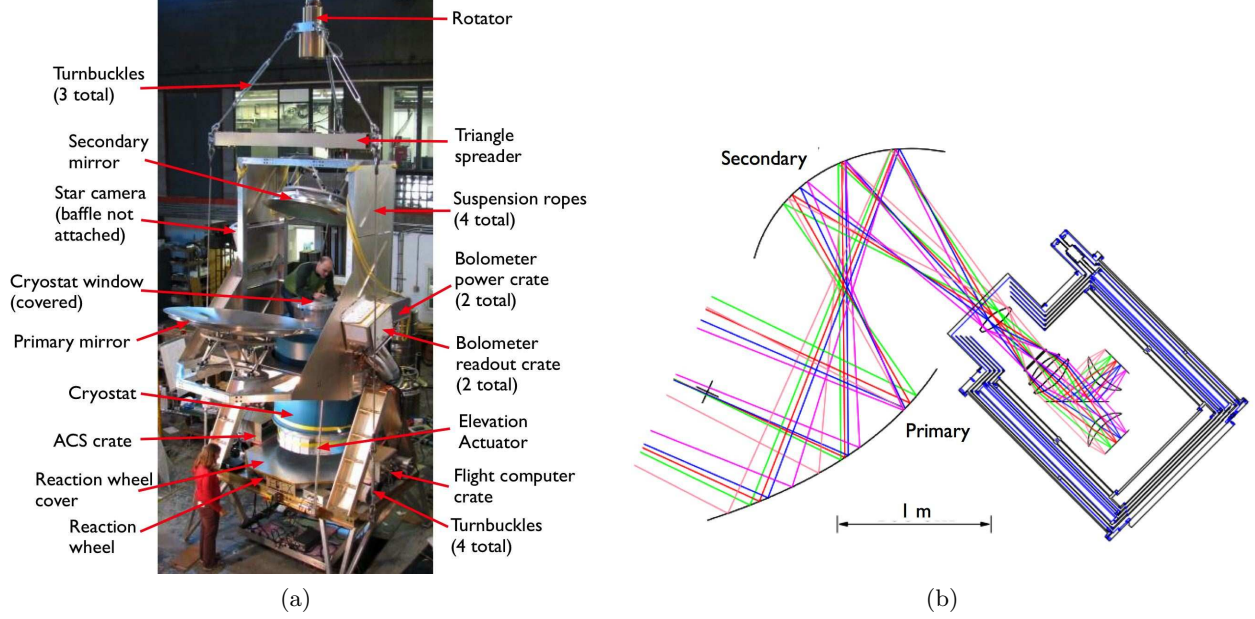 Rotator
Turnbuckles
(3 total)
Secondary
mirror
Triangle
spreader
Star camera
(baffle not
attached)
Suspension ropes
(4 total)
Cryostat window
(covered)
Bolometer
power crate
(2 total)
Primary mirror
Bolometer
readout crate
(2 total)
Cryostat
Elevation
Actuator
ACS crate
Reaction wheel
cover
Flight computer
crate
Reaction
wheel
Turnbuckles
(4 total)
(a)
Secondary
Primary
1 m
(b)